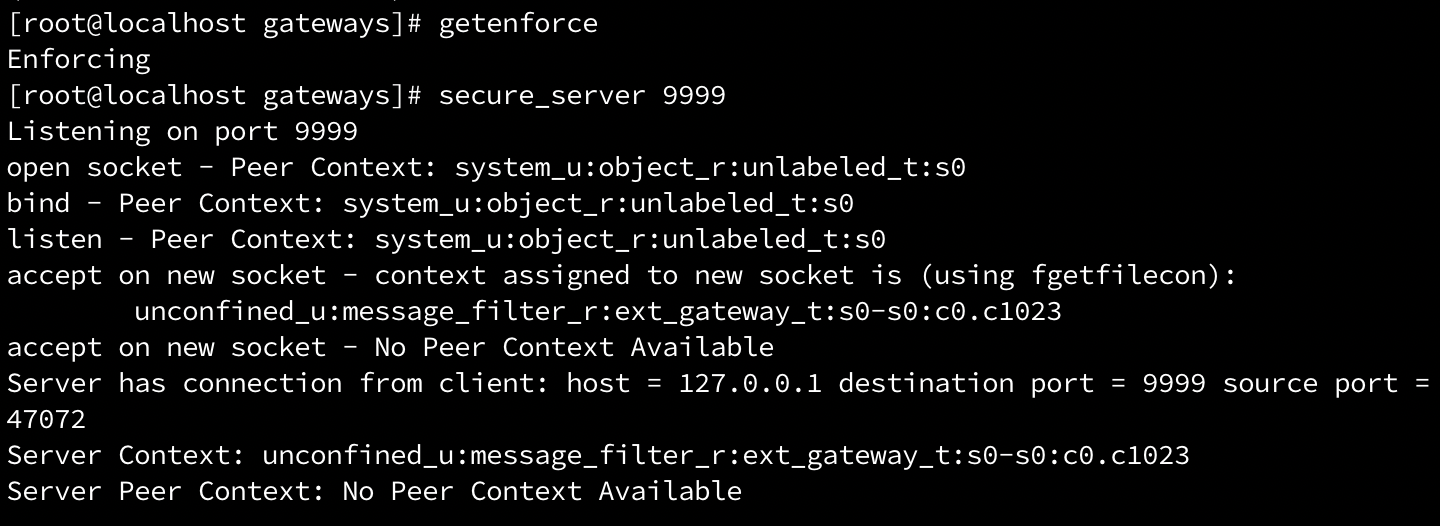 [root@localhost gateways]# getenforce
Enforcing
[root@localhost gateways]# secure_server 9999
Listening on port 9999
open socket - Peer Context: system_u:object_r:unlabeled_t:s0
bind - Peer Context: system_u:object_r:unlabeled_t:s0
listen - Peer Context: system_u:object_r:unlabeled_t:s0
accept on new socket - context assigned to new socket is (using fgetfilecon):
        unconfined_u:message_filter_r:ext_gateway_t:s0-s0:c0.c1023
accept on new socket - No Peer Context Available
Server has connection from client: host = 127.0.0.1 destination port = 9999 source port =
47072
Server Context: unconfined_u:message_filter_r:ext_gateway_t:s0-s0:c0.c1023
Server Peer Context: No Peer Context Available